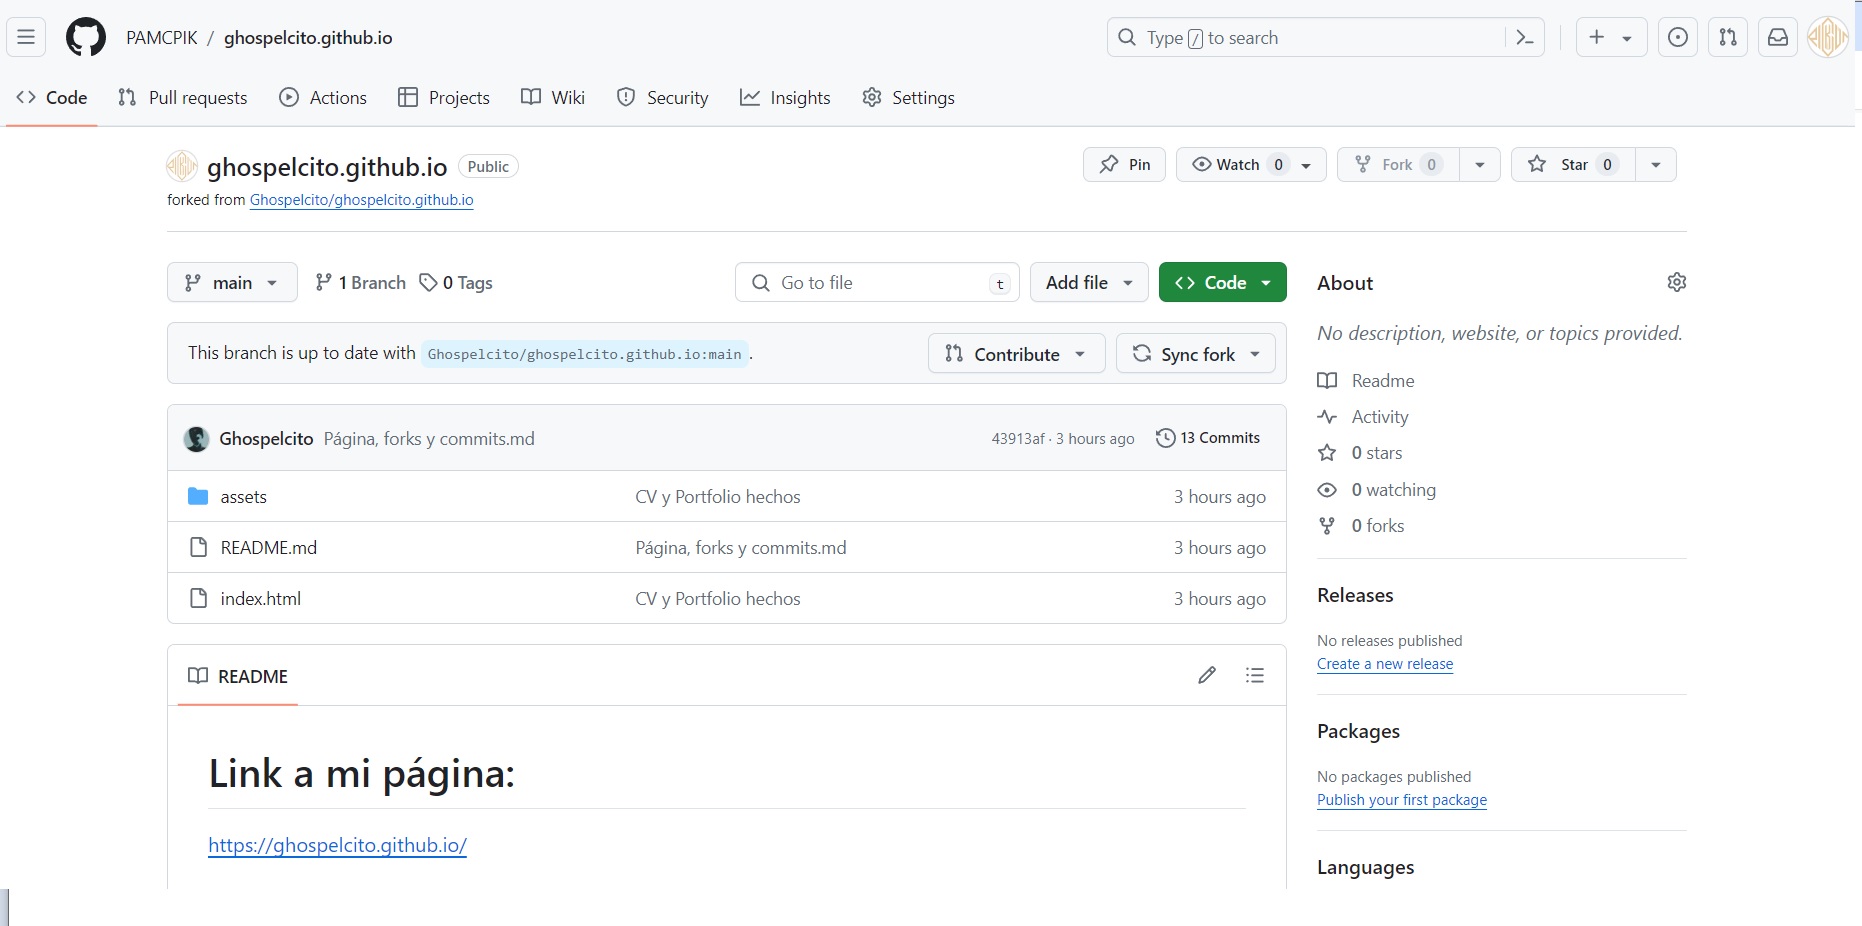 PAMCPIK / ghospelcito.github.io
Type / to search
Code Pull requests Actions Projects Wiki Security Insights Settings
ghospelcito.github.io Public
Pin Watch 0 Fork 0 Star 0
forked from Ghospelcito/ghospelcito.github.io
main 1 Branch 0 Tags
Go to file t
Add file Code
This branch is up to date with Ghospelcito/ghospelcito.github.io:main .
Contribute Sync fork
Ghospelcito Página, forks y commits.md 43913af · 3 hours ago 13 Commits
assets CV y Portfolio hechos 3 hours ago
README.md Página, forks y commits.md 3 hours ago
index.html CV y Portfolio hechos 3 hours ago
README
Link a mi página:
https://ghospelcito.github.io/
About
No description, website, or topics provided.
Readme
Activity
0 stars
0 watching
0 forks
Releases
No releases published
Create a new release
Packages
No packages published
Publish your first package
Languages